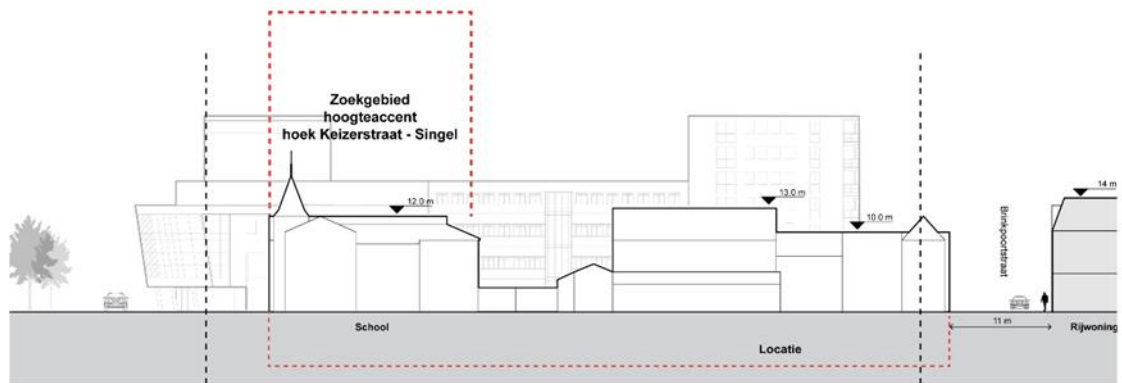 Zoekgebied
hoogteaccent
hoek Keizerstraat - Singel
12.0 m
13.0 m
10.0 m
14 m
Brinkpoortstraat
11 m
School
Locatie
Rijwoning